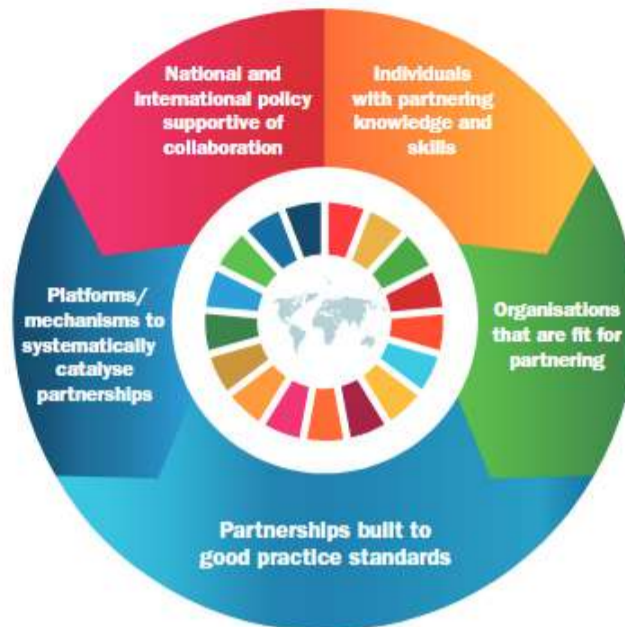 National and
international policy
supportive of
collaboration
Individuals
with partnering
knowledge and
skills
Organisations
that are fit for
partnering
Partnerships built to
good practice standards
Platforms/
mechanisms to
systematically
catalyse
partnerships